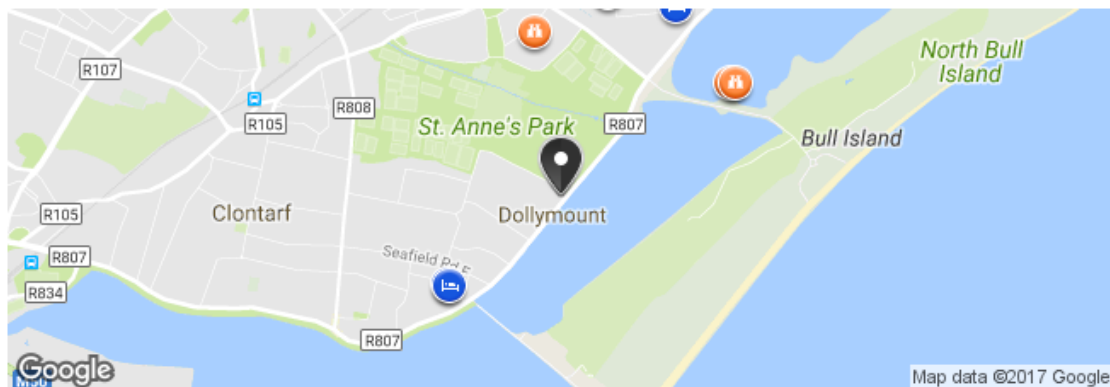 North Bull
Island
R107
R105
R808
St. Anne's Park
R807
Bull Island
R105
Clontarf
Dollymount
R807
Seafield Rd E
R834
R807
Google
M50
Map data ©2017 Google